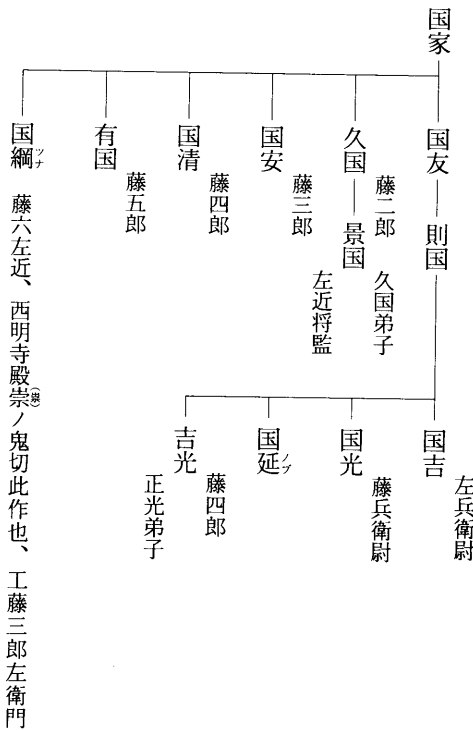 国家
国友 則国
国吉
左兵衛尉
国光
藤兵衛尉
国延
ノブ
吉光
藤四郎
正光弟子
久国 景国
藤二郎 久国弟子
左近将監
国安
藤三郎
国清
藤四郎
有国
藤五郎
国綱
ツナ
藤六左近、西明寺殿崇ノ鬼切此作也、工藤三郎左衛門
(祟)